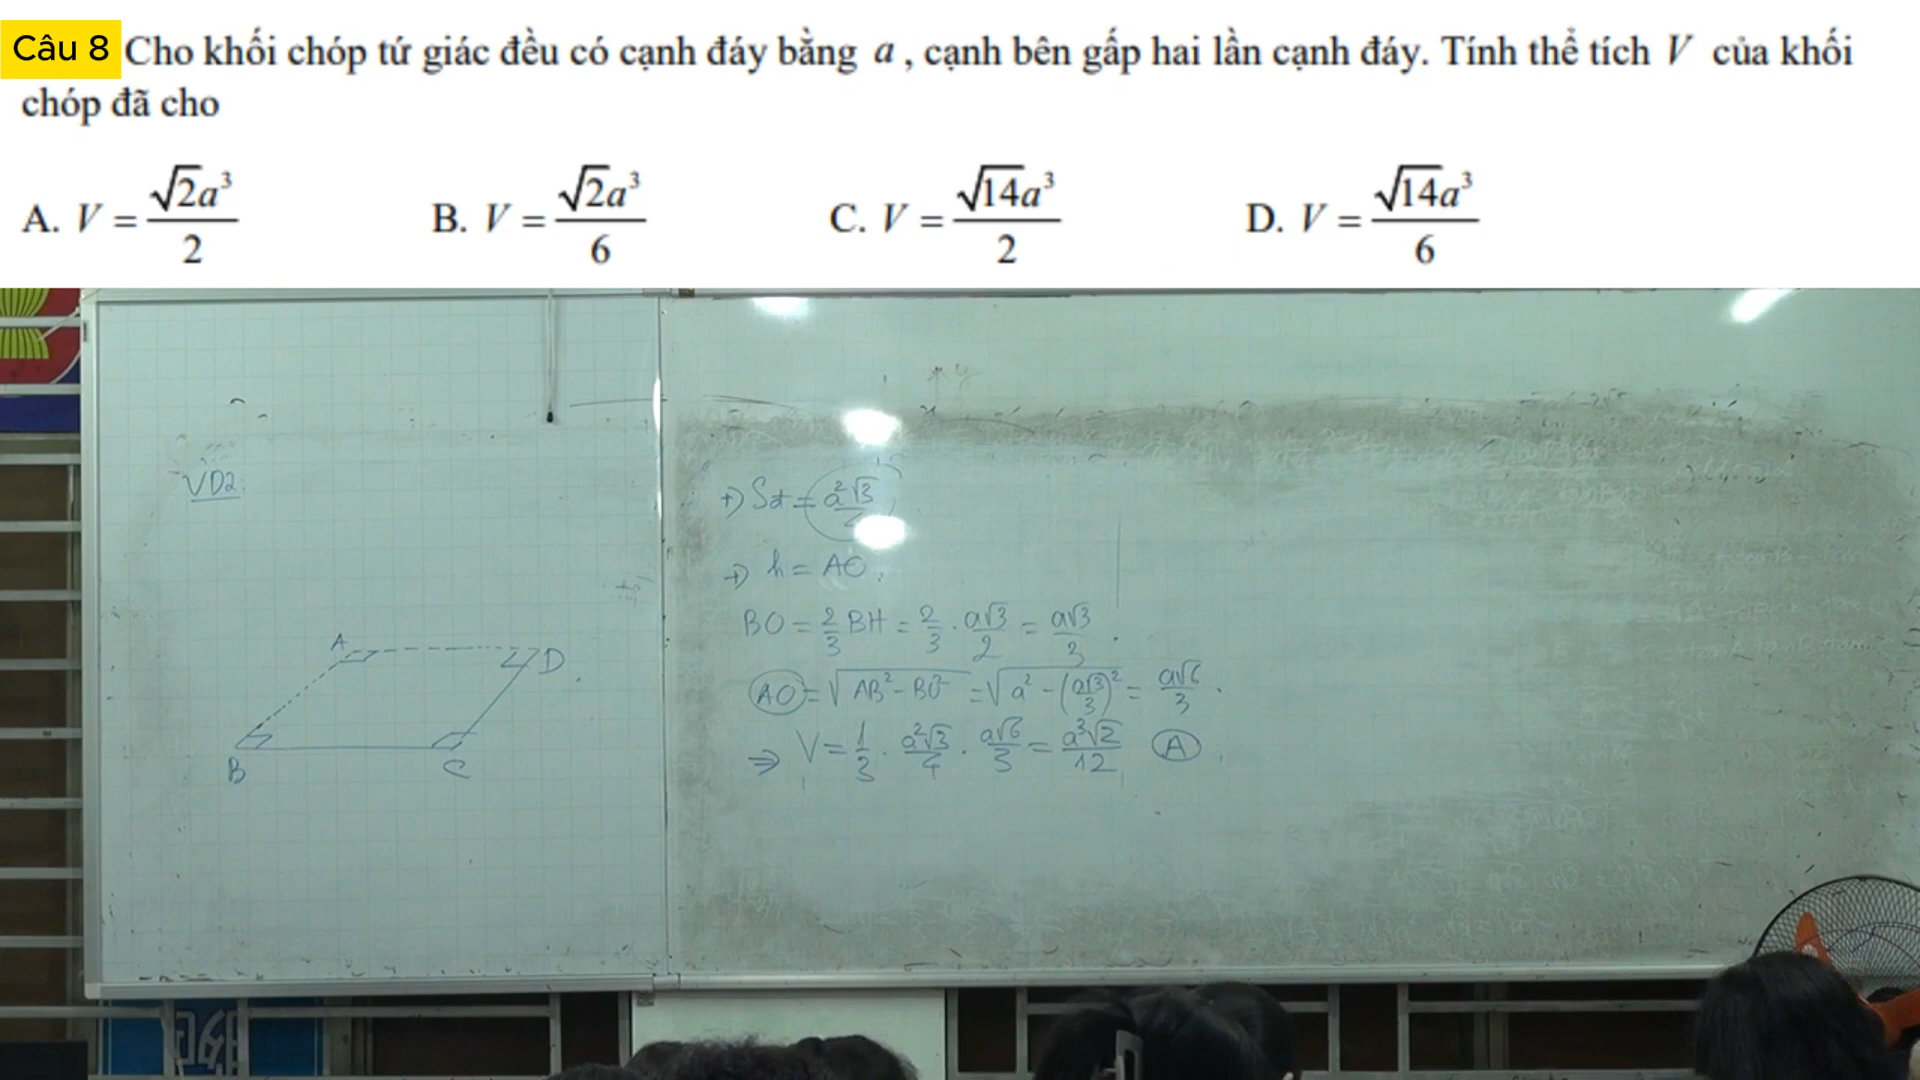 Câu 8 Cho khối chóp tứ giác đều có cạnh đáy bằng a, cạnh bên gấp hai lần cạnh đáy. Tính thể tích V của khối
chóp đã cho
A. V = √2a³/2 B. V = √2a³/6 C. V = √14a³/2 D. V = √14a³/6
VD2:
+) Sđ = a²√3/4
+) h = AO.
BO = 2/3 BH = 2/3 . a√3/2 = a√3/3.
AO = √(AB² - BO²) = √(a² - (a√3/3)²) = a√6/3.
⇒ V = 1/3 . a²√3/4 . a√6/3 = a³√2/12 A.
A
D
B
C